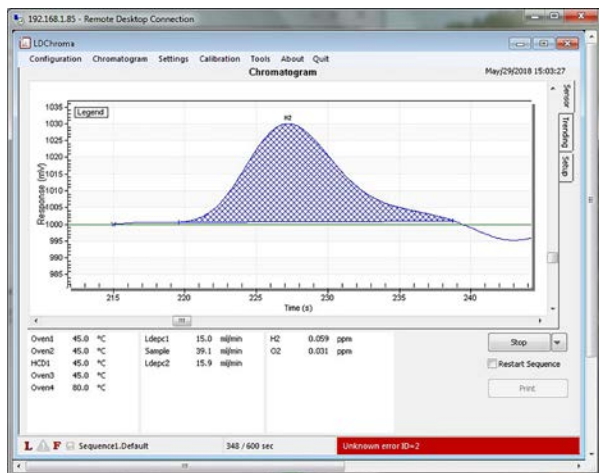 192.168.1.85 - Remote Desktop Connection
LDChroma
Configuration Chromatogram Settings Calibration Tools About Quit
Chromatogram May/29/2018 15:03:27
Sensor
Trending
Setup
Legend
H2
Response (mV)
1035
1030
1025
1020
1015
1010
1005
1000
995
990
985
215 220 225 230 235 240
Time (s)
Oven1 45.0 °C Ldepc1 15.0 ml/min H2 0.059 ppm
Oven2 45.0 °C Sample 39.1 ml/min O2 0.031 ppm
HCD1 45.0 °C Ldepc2 15.9 ml/min
Oven3 45.0 °C
Oven4 80.0 °C
Stop
Restart Sequence
Print
L F Sequence1.Default 348 / 600 sec Unknown error ID=2